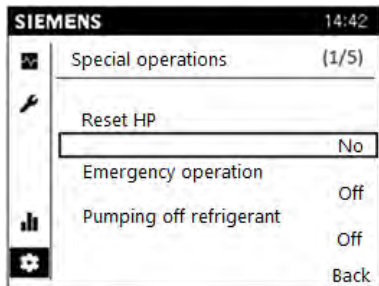 SIEMENS 14:42
Special operations (1/5)
Reset HP
No
Emergency operation
Off
Pumping off refrigerant
Off
Back